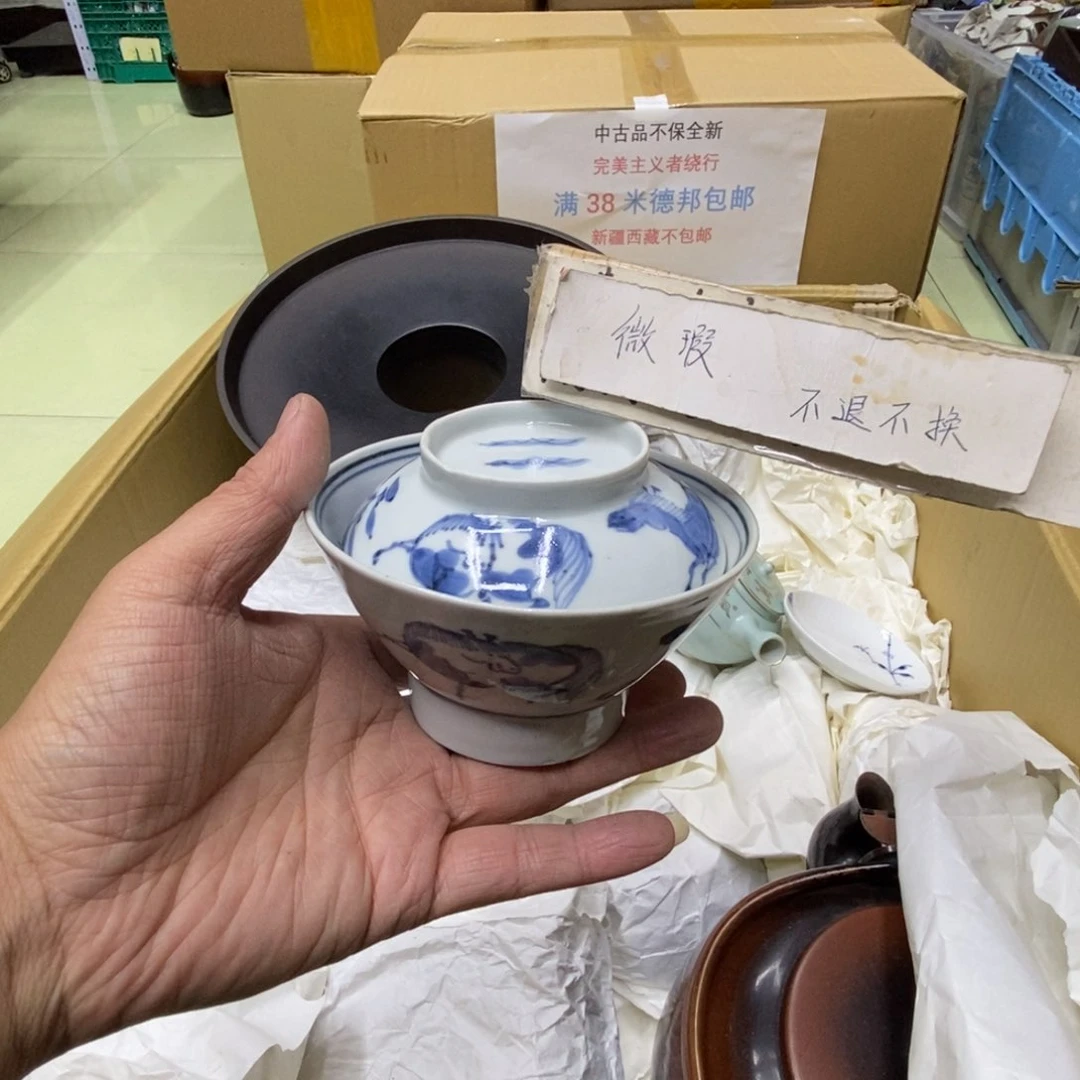 中古品不保全新
完美主义者绕行
满 38 米德邦包邮
新疆西藏不包邮
微瑕
不退不换